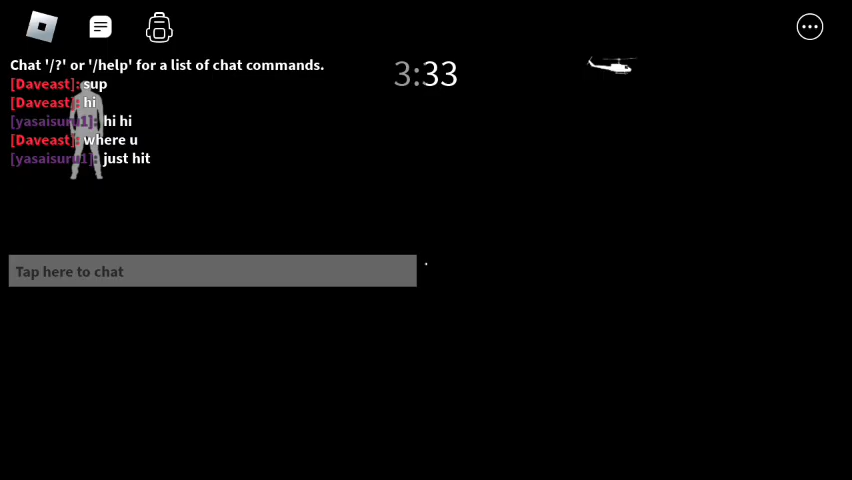 Chat '/?' or '/help' for a list of chat commands.
3:33
[Daveast]: sup
[Daveast]: hi
[yasaisuru1]: hi hi
[Daveast]: where u
[yasaisuru1]: just hit
Tap here to chat